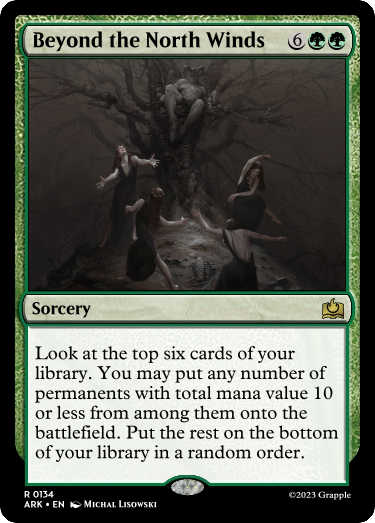 Beyond the North Winds 6
Sorcery
Look at the top six cards of your
library. You may put any number of
permanents with total mana value 10
or less from among them onto the
battlefield. Put the rest on the bottom
of your library in a random order.
R 0134
ARK • EN Michal Lisowski
©2023 Grapple